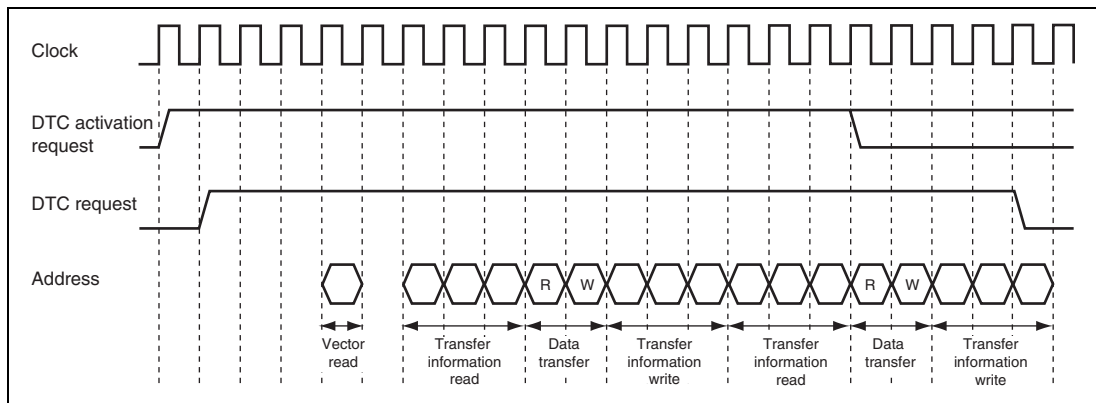 Clock
DTC activation
request
DTC request
Address
R W R W
Vector
read
Transfer
information
read
Data
transfer
Transfer
information
write
Transfer
information
read
Data
transfer
Transfer
information
write